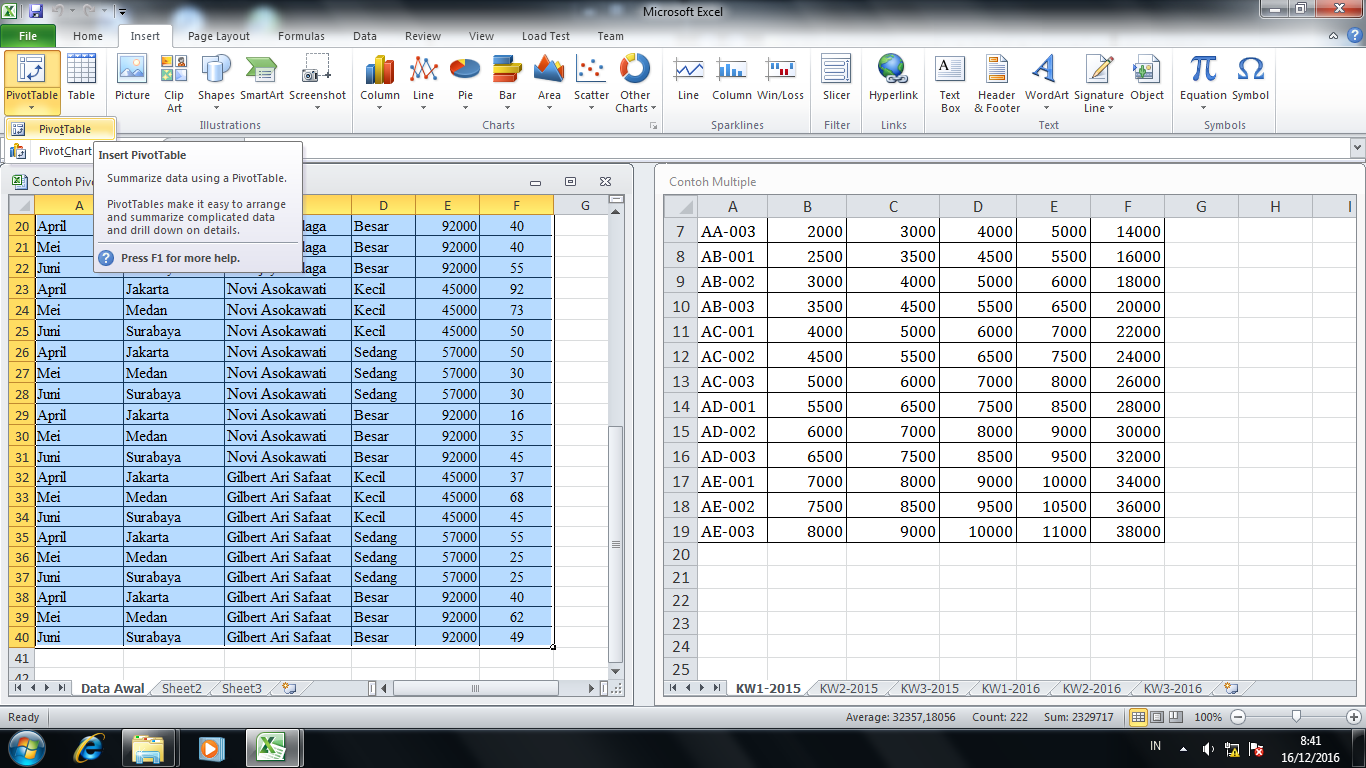 Microsoft Excel
File Home Insert Page Layout Formulas Data Review View Load Test Team
PivotTable Table Picture Clip Art Shapes SmartArt Screenshot Column Line Pie Bar Area Scatter Other Charts Line Column Win/Loss Slicer Hyperlink Text Box Header & Footer WordArt Signature Line Object Equation Symbol
Illustrations Charts Sparklines Filter Links Text Symbols
PivotTable
PivotChart
Insert PivotTable
Summarize data using a PivotTable.
PivotTables make it easy to arrange
and summarize complicated data
and drill down on details.
Press F1 for more help.
Contoh Piv
A D E F G
20 April laga Besar 92000 40
21 Mei laga Besar 92000 40
22 Juni laga Besar 92000 55
23 April Jakarta Novi Asokawati Kecil 45000 92
24 Mei Medan Novi Asokawati Kecil 45000 73
25 Juni Surabaya Novi Asokawati Kecil 45000 50
26 April Jakarta Novi Asokawati Sedang 57000 50
27 Mei Medan Novi Asokawati Sedang 57000 30
28 Juni Surabaya Novi Asokawati Sedang 57000 30
29 April Jakarta Novi Asokawati Besar 92000 16
30 Mei Medan Novi Asokawati Besar 92000 35
31 Juni Surabaya Novi Asokawati Besar 92000 45
32 April Jakarta Gilbert Ari Safaat Kecil 45000 37
33 Mei Medan Gilbert Ari Safaat Kecil 45000 68
34 Juni Surabaya Gilbert Ari Safaat Kecil 45000 45
35 April Jakarta Gilbert Ari Safaat Sedang 57000 55
36 Mei Medan Gilbert Ari Safaat Sedang 57000 25
37 Juni Surabaya Gilbert Ari Safaat Sedang 57000 25
38 April Jakarta Gilbert Ari Safaat Besar 92000 40
39 Mei Medan Gilbert Ari Safaat Besar 92000 62
40 Juni Surabaya Gilbert Ari Safaat Besar 92000 49
41
42
Data Awal Sheet2 Sheet3
Contoh Multiple
A B C D E F G H I
7 AA-003 2000 3000 4000 5000 14000
8 AB-001 2500 3500 4500 5500 16000
9 AB-002 3000 4000 5000 6000 18000
10 AB-003 3500 4500 5500 6500 20000
11 AC-001 4000 5000 6000 7000 22000
12 AC-002 4500 5500 6500 7500 24000
13 AC-003 5000 6000 7000 8000 26000
14 AD-001 5500 6500 7500 8500 28000
15 AD-002 6000 7000 8000 9000 30000
16 AD-003 6500 7500 8500 9500 32000
17 AE-001 7000 8000 9000 10000 34000
18 AE-002 7500 8500 9500 10500 36000
19 AE-003 8000 9000 10000 11000 38000
20
21
22
23
24
25
KW1-2015 KW2-2015 KW3-2015 KW1-2016 KW2-2016 KW3-2016
Ready Average: 32357,18056 Count: 222 Sum: 2329717 100%
IN 8:41
16/12/2016